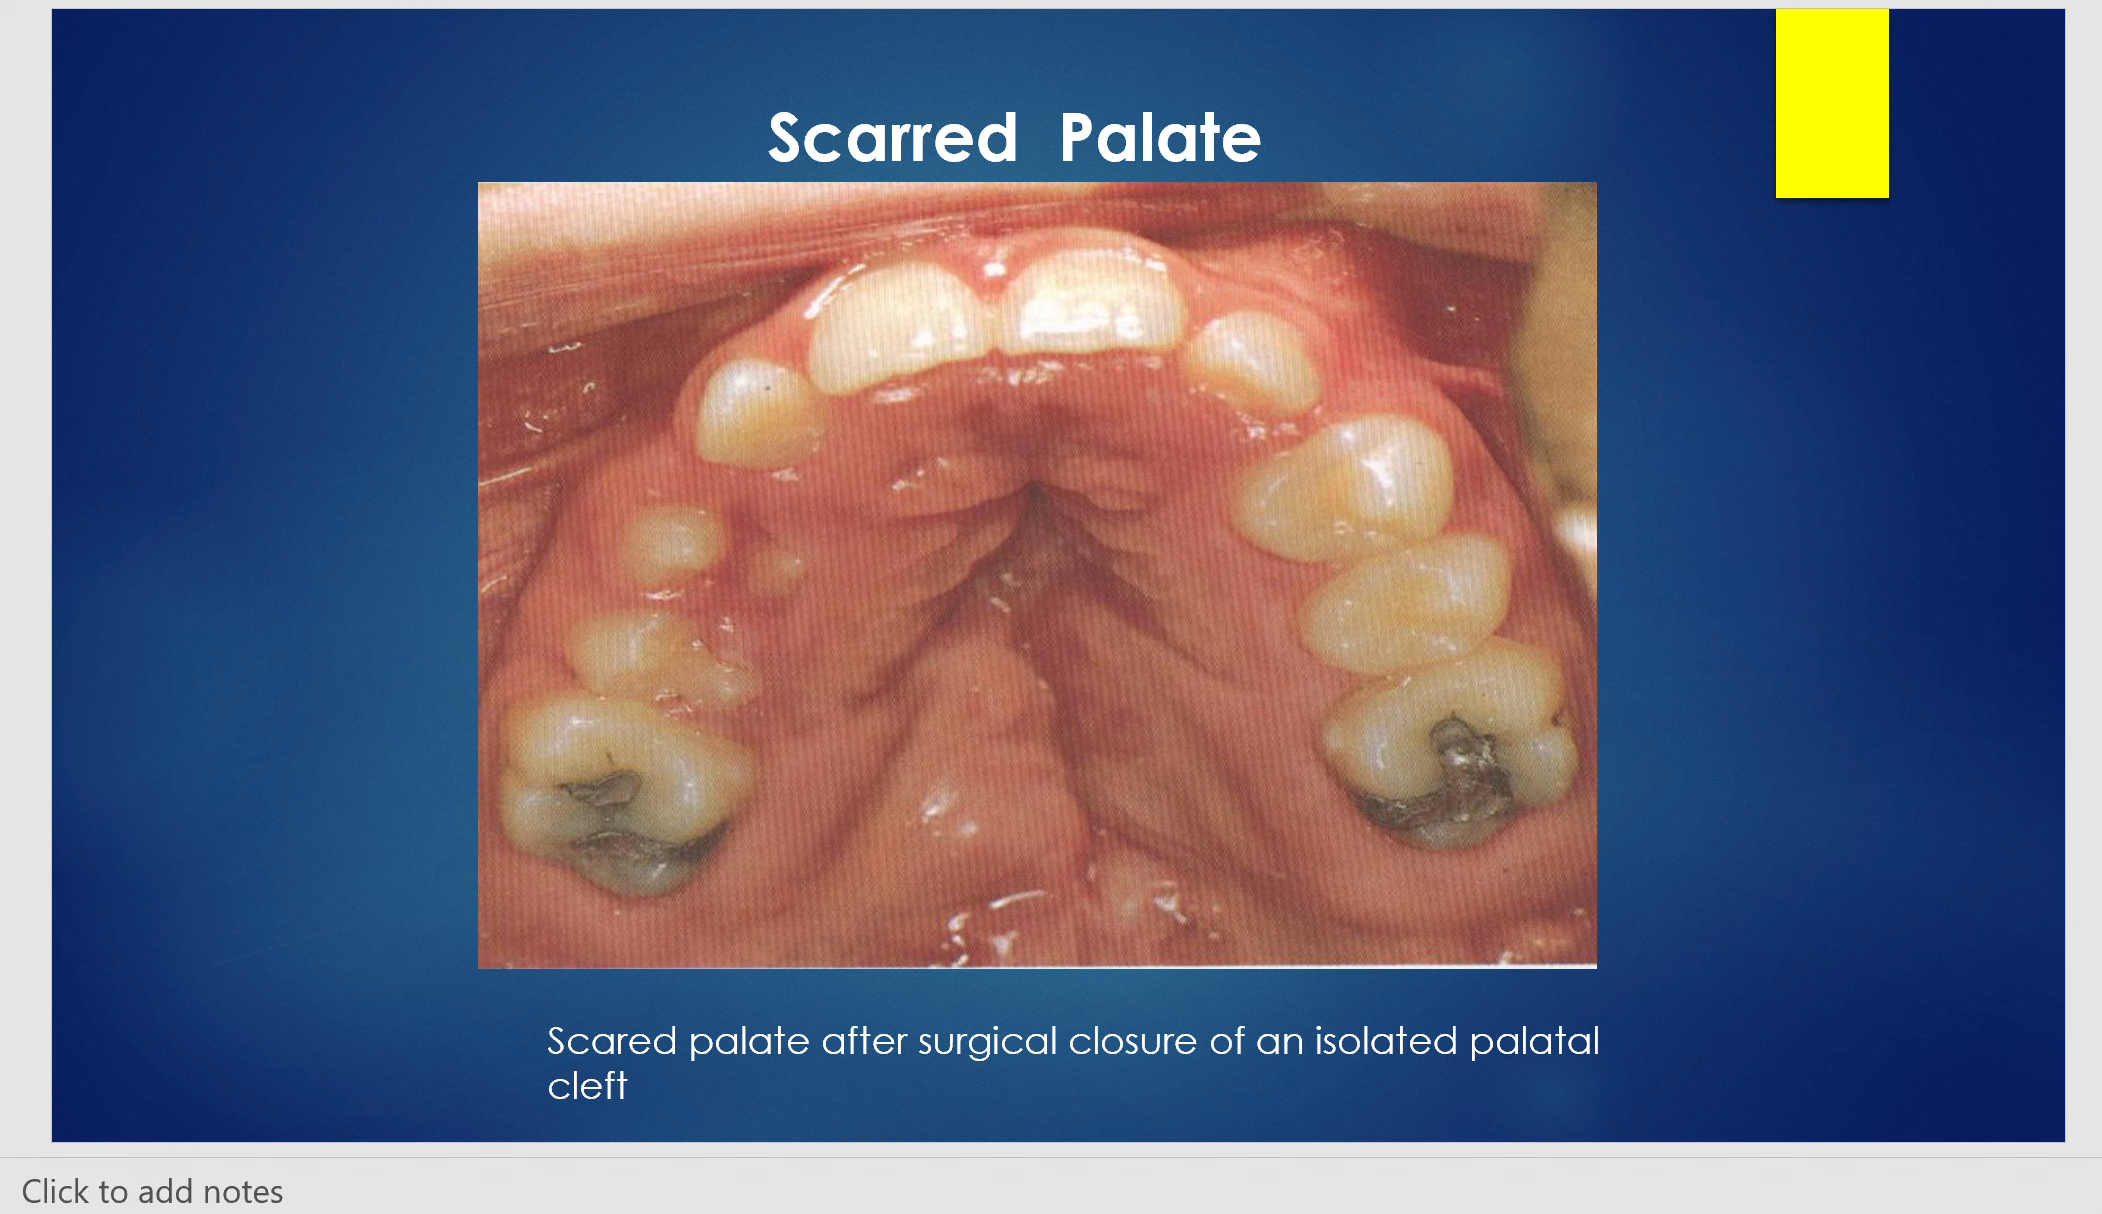 Scarred Palate
Scared palate after surgical closure of an isolated palatal
cleft
Click to add notes